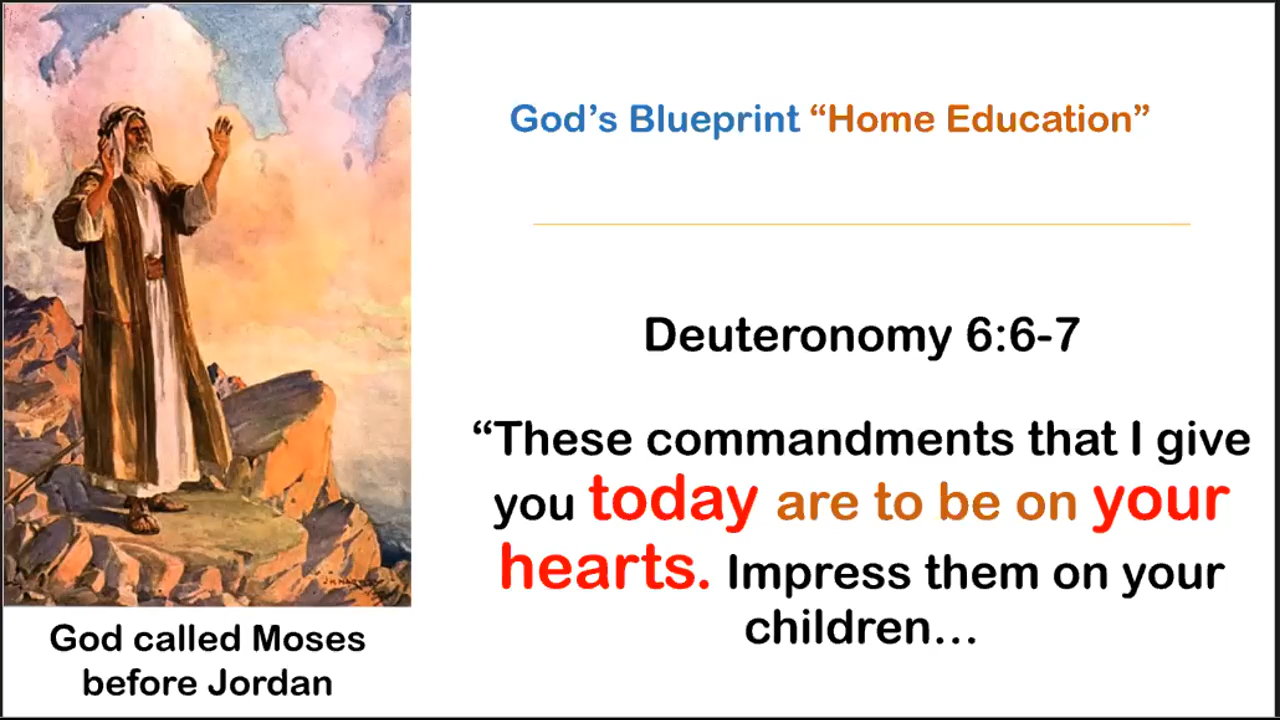 God’s Blueprint “Home Education”
Deuteronomy 6:6-7
“These commandments that I give
you today are to be on your
hearts. Impress them on your
children…
God called Moses
before Jordan